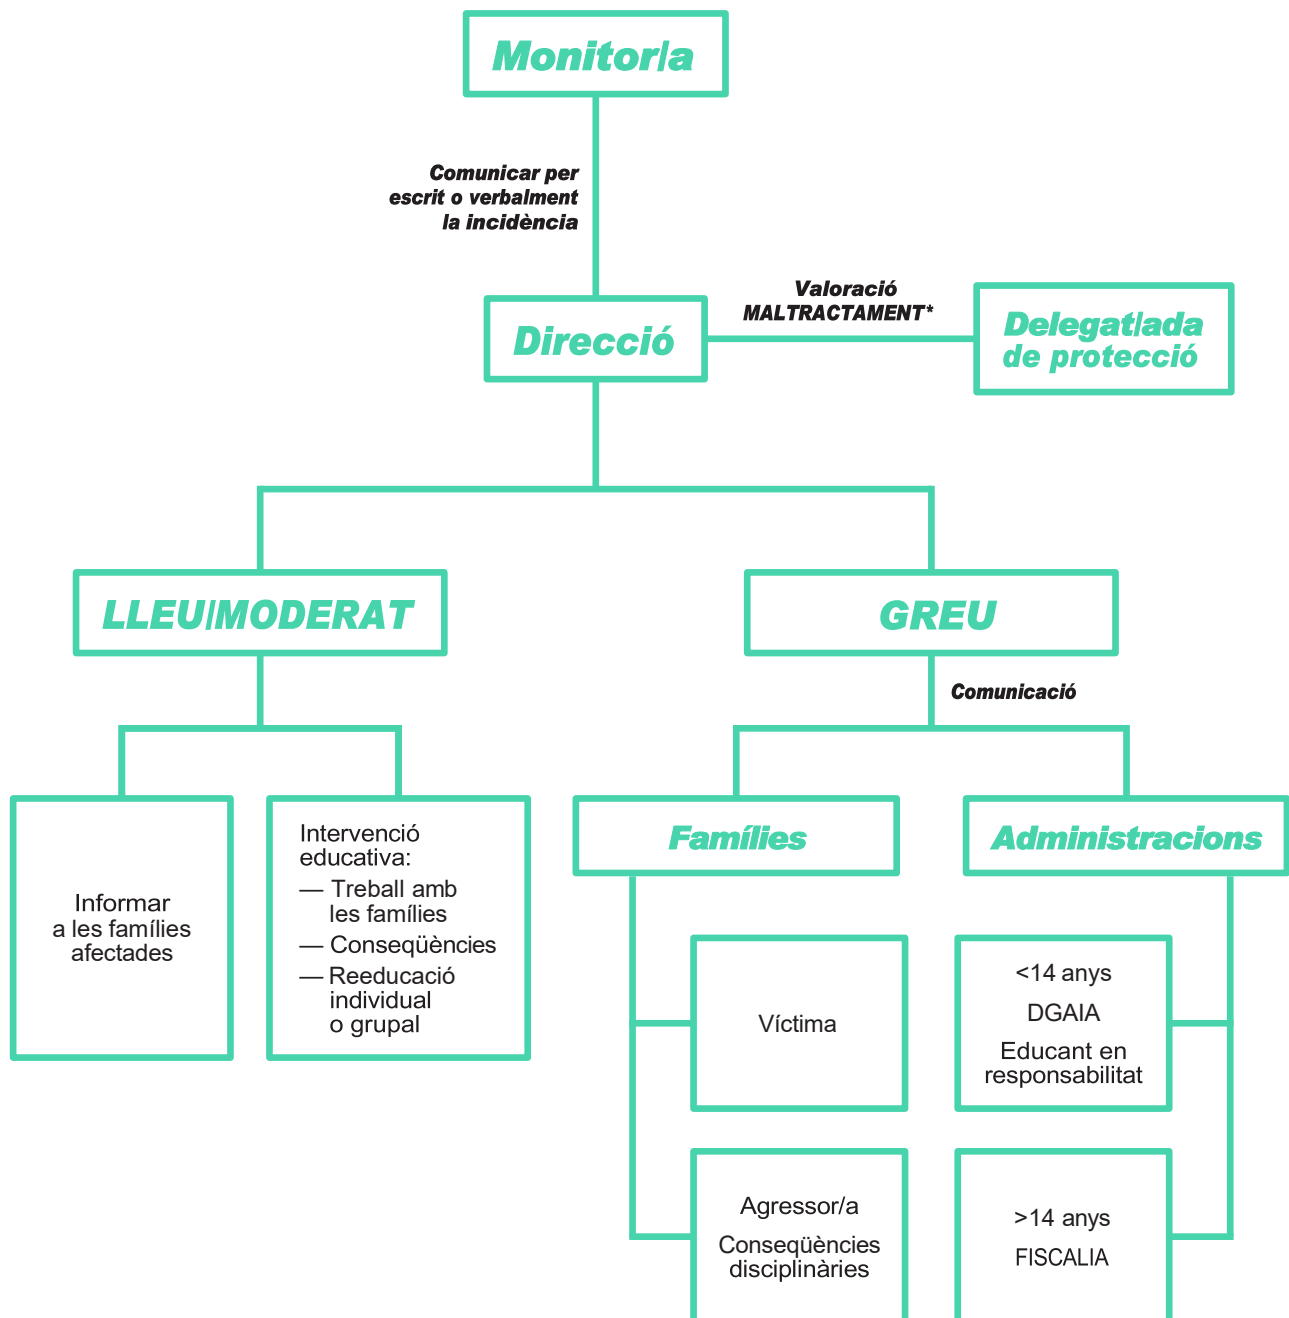 Monitor/a
Comunicar per
escrit o verbalment
la incidència
Valoració
MALTRACTAMENT*
Direcció
Delegat/ada
de protecció
LLEU/MODERAT
GREU
Comunicació
Informar
a les famílies
afectades
Intervenció
educativa:
— Treball amb
les famílies
— Conseqüències
— Reeducació
individual
o grupal
Famílies
Administracions
Víctima
<14 anys
DGAIA
Educant en
responsabilitat
Agressor/a
Conseqüències
disciplinàries
>14 anys
FISCALIA